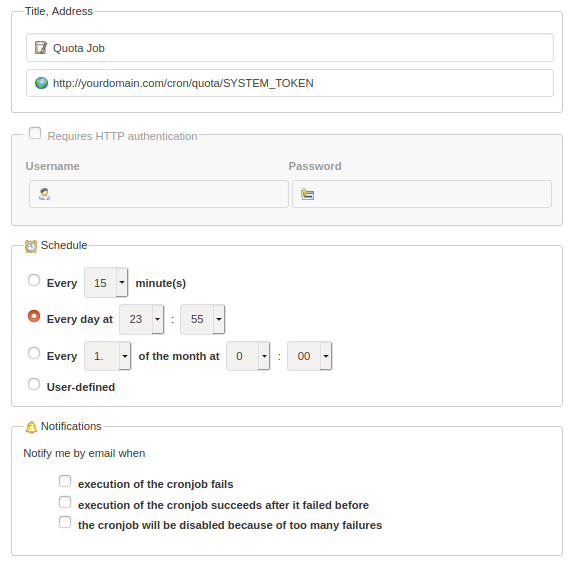 Title, Address
Quota Job
http://yourdomain.com/cron/quota/SYSTEM_TOKEN
Requires HTTP authentication
Username Password
Schedule
Every 15 minute(s)
Every day at 23 : 55
Every 1. of the month at 0 : 00
User-defined
Notifications
Notify me by email when
execution of the cronjob fails
execution of the cronjob succeeds after it failed before
the cronjob will be disabled because of too many failures